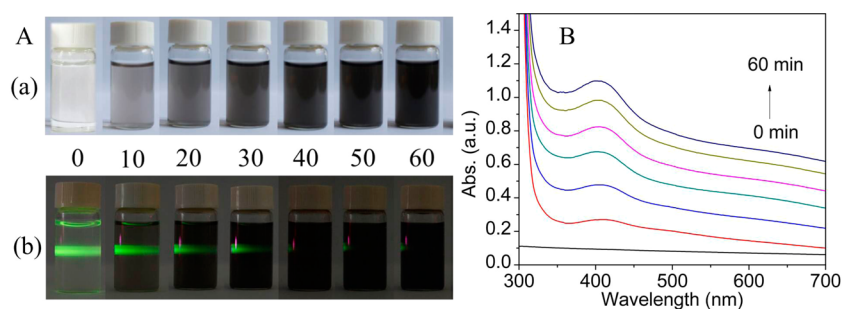 A
(a)
0 10 20 30 40 50 60
(b)
B
60 min
0 min
Abs. (a.u.)
1.4
1.2
1.0
0.8
0.6
0.4
0.2
0.0
300 400 500 600 700
Wavelength (nm)